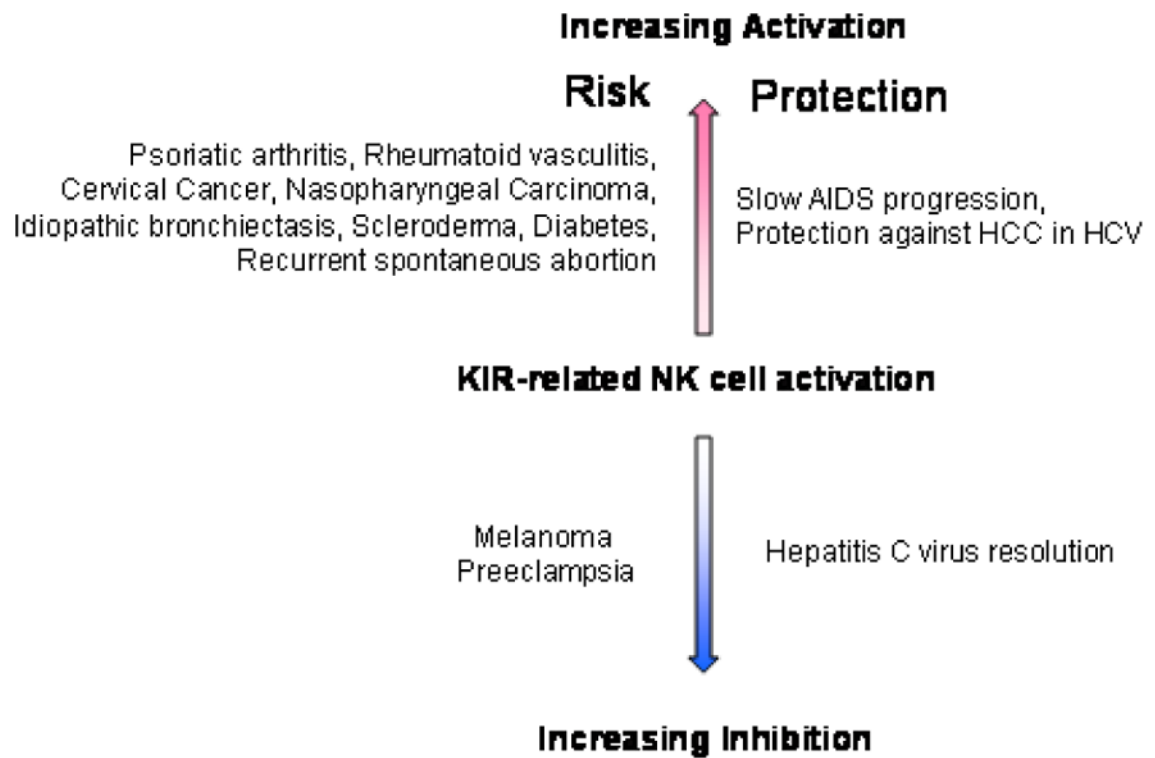 Increasing Activation
Risk
Protection
Psoriatic arthritis, Rheumatoid vasculitis,
Cervical Cancer, Nasopharyngeal Carcinoma,
Idiopathic bronchiectasis, Scleroderma, Diabetes,
Recurrent spontaneous abortion
Slow AIDS progression,
Protection against HCC in HCV
KIR-related NK cell activation
Melanoma
Preeclampsia
Hepatitis C virus resolution
Increasing Inhibition